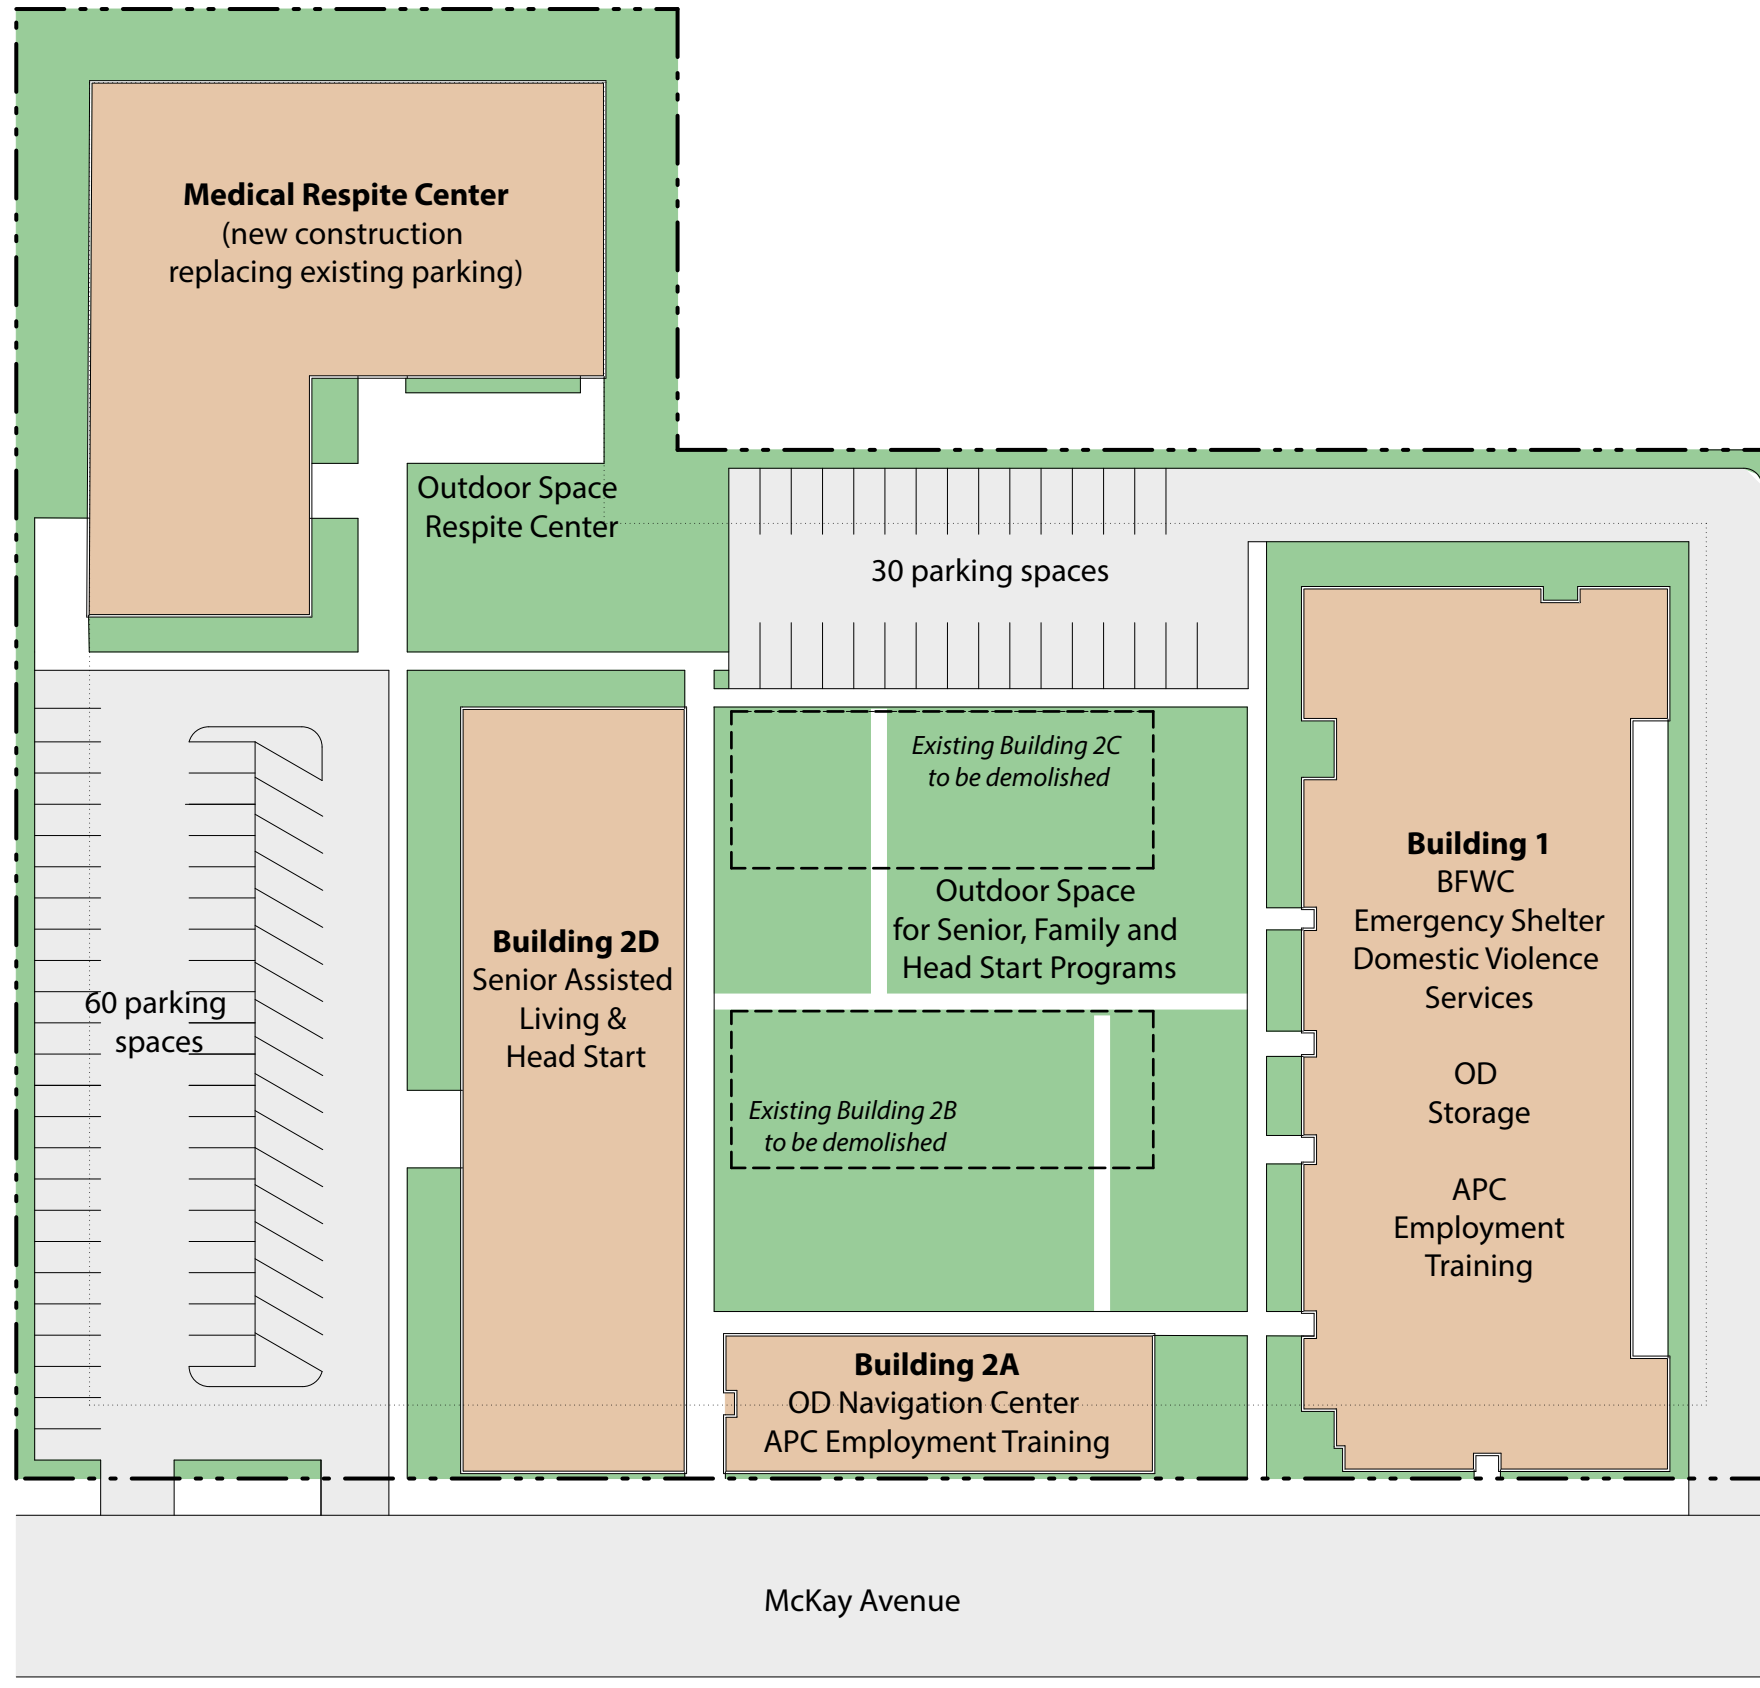 Medical Respite Center
(new construction
replacing existing parking)
Outdoor Space
Respite Center
30 parking spaces
Existing Building 2C
to be demolished
Outdoor Space
for Senior, Family and
Head Start Programs
Building 1
BFWC
Emergency Shelter
Domestic Violence
Services
OD
Storage
APC
Employment
Training
Building 2D
Senior Assisted
Living &
Head Start
60 parking
spaces
Existing Building 2B
to be demolished
Building 2A
OD Navigation Center
APC Employment Training
McKay Avenue